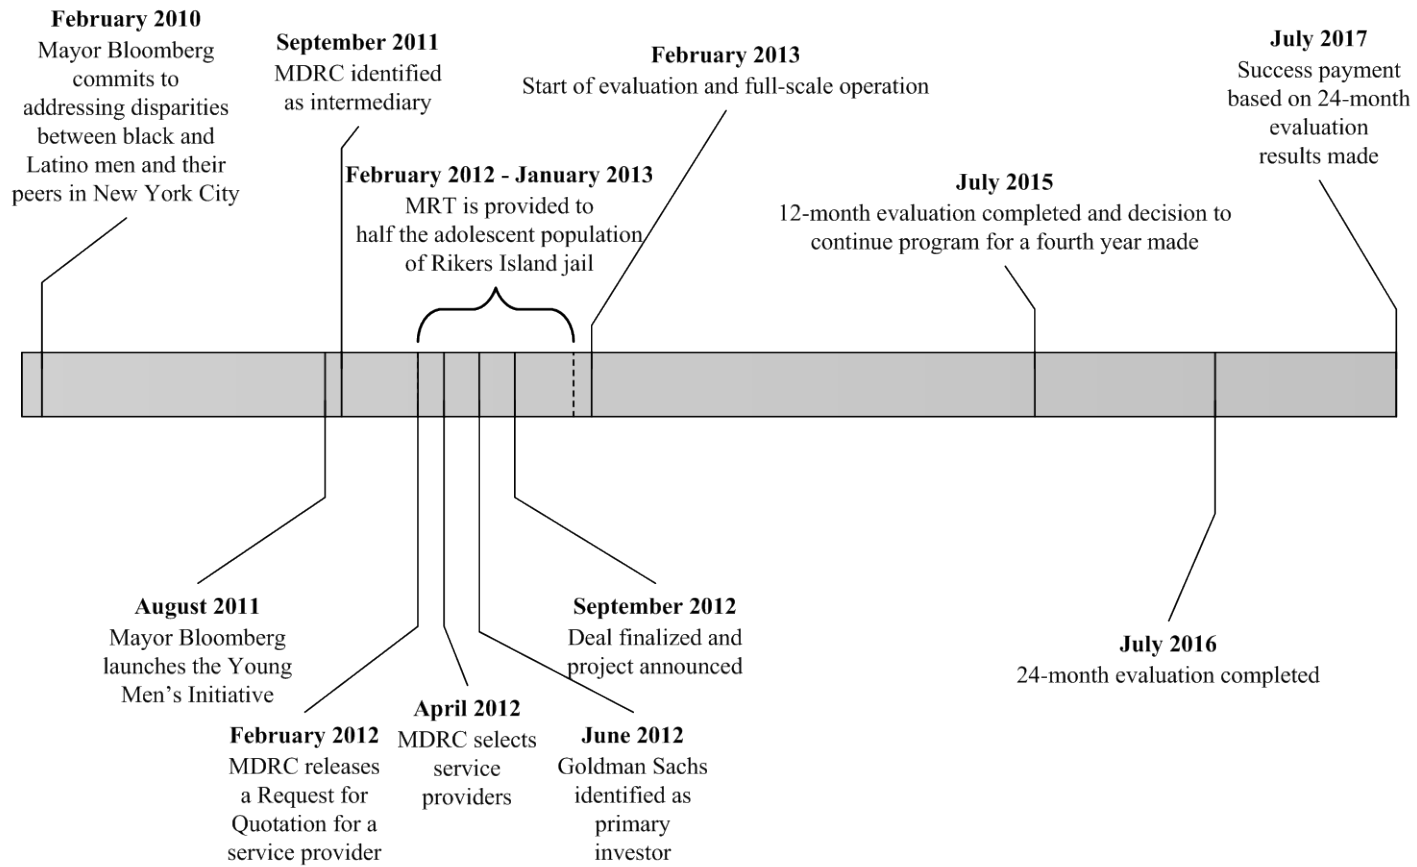 February 2010
Mayor Bloomberg
commits to
addressing disparities
between black and
Latino men and their
peers in New York City
September 2011
MDRC identified
as intermediary
February 2012 - January 2013
MRT is provided to
half the adolescent population
of Rikers Island jail
February 2013
Start of evaluation and full-scale operation
July 2015
12-month evaluation completed and decision to
continue program for a fourth year made
July 2017
Success payment
based on 24-month
evaluation
results made
August 2011
Mayor Bloomberg
launches the Young
Men’s Initiative
February 2012
MDRC releases
a Request for
Quotation for a
service provider
April 2012
MDRC selects
service
providers
September 2012
Deal finalized and
project announced
June 2012
Goldman Sachs
identified as
primary
investor
July 2016
24-month evaluation completed